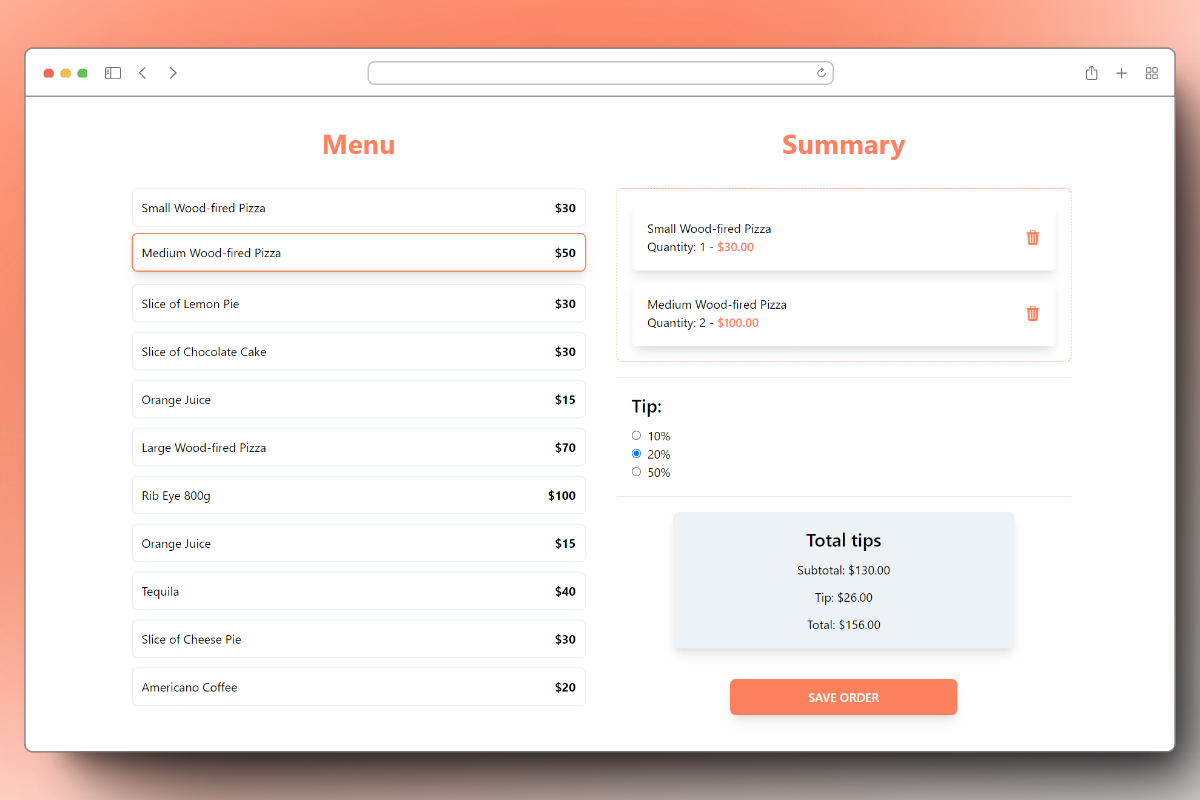 Menu
Small Wood-fired Pizza $30
Medium Wood-fired Pizza $50
Slice of Lemon Pie $30
Slice of Chocolate Cake $30
Orange Juice $15
Large Wood-fired Pizza $70
Rib Eye 800g $100
Orange Juice $15
Tequila $40
Slice of Cheese Pie $30
Americano Coffee $20
Summary
Small Wood-fired Pizza
Quantity: 1 - $30.00
Medium Wood-fired Pizza
Quantity: 2 - $100.00
Tip:
10%
20%
50%
Total tips
Subtotal: $130.00
Tip: $26.00
Total: $156.00
SAVE ORDER